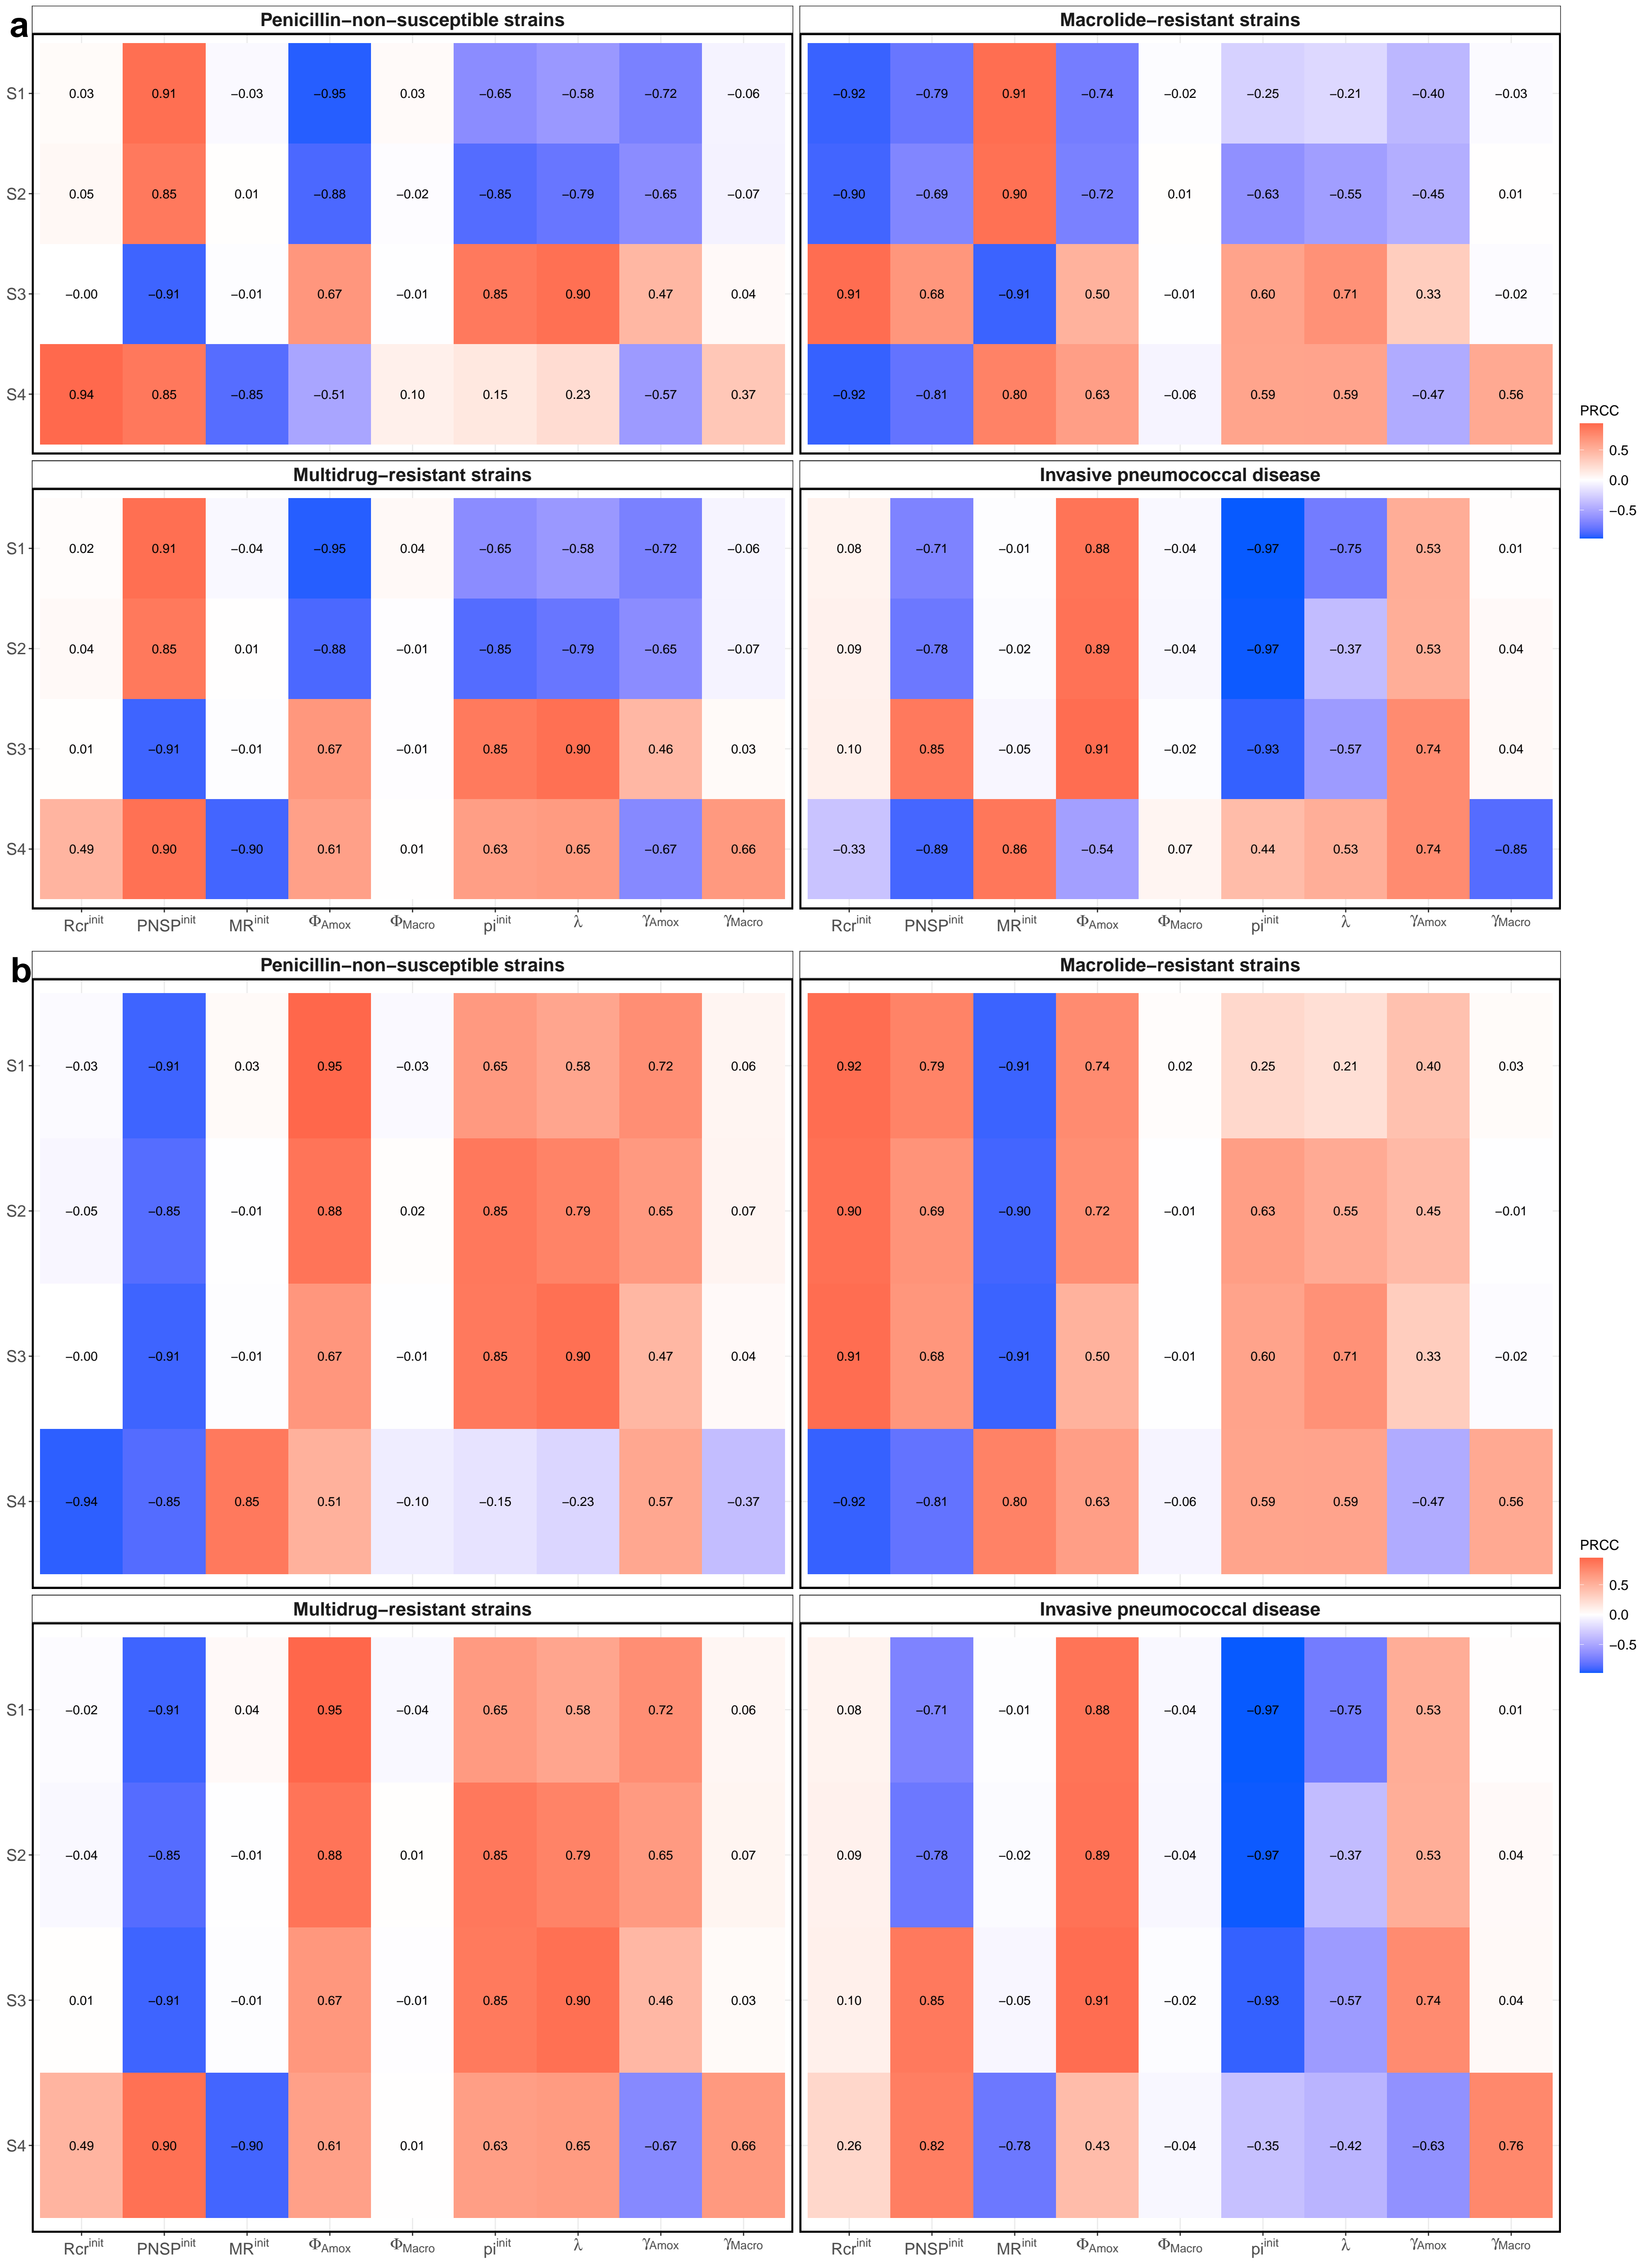 a
Penicillin−non−susceptible strains
Macrolide−resistant strains
S1 0.03 0.91 −0.03 −0.95 0.03 −0.65 −0.58 −0.72 −0.06 −0.92 −0.79 0.91 −0.74 −0.02 −0.25 −0.21 −0.40 −0.03
S2 0.05 0.85 0.01 −0.88 −0.02 −0.85 −0.79 −0.65 −0.07 −0.90 −0.69 0.90 −0.72 0.01 −0.63 −0.55 −0.45 0.01
S3 −0.00 −0.91 −0.01 0.67 −0.01 0.85 0.90 0.47 0.04 0.91 0.68 −0.91 0.50 −0.01 0.60 0.71 0.33 −0.02
S4 0.94 0.85 −0.85 −0.51 0.10 0.15 0.23 −0.57 0.37 −0.92 −0.81 0.80 0.63 −0.06 0.59 0.59 −0.47 0.56
PRCC
0.5
0.0
−0.5
Multidrug−resistant strains
Invasive pneumococcal disease
S1 0.02 0.91 −0.04 −0.95 0.04 −0.65 −0.58 −0.72 −0.06 0.08 −0.71 −0.01 0.88 −0.04 −0.97 −0.75 0.53 0.01
S2 0.04 0.85 0.01 −0.88 −0.01 −0.85 −0.79 −0.65 −0.07 0.09 −0.78 −0.02 0.89 −0.04 −0.97 −0.37 0.53 0.04
S3 0.01 −0.91 −0.01 0.67 −0.01 0.85 0.90 0.46 0.03 0.10 0.85 −0.05 0.91 −0.02 −0.93 −0.57 0.74 0.04
S4 0.49 0.90 −0.90 0.61 0.01 0.63 0.65 −0.67 0.66 −0.33 −0.89 0.86 −0.54 0.07 0.44 0.53 0.74 −0.85
Rcr^init PNSP^init MR^init Φ_Amox Φ_Macro pi^init λ γ_Amox γ_Macro Rcr^init PNSP^init MR^init Φ_Amox Φ_Macro pi^init λ γ_Amox γ_Macro
b
Penicillin−non−susceptible strains
Macrolide−resistant strains
S1 −0.03 −0.91 0.03 0.95 −0.03 0.65 0.58 0.72 0.06 0.92 0.79 −0.91 0.74 0.02 0.25 0.21 0.40 0.03
S2 −0.05 −0.85 −0.01 0.88 0.02 0.85 0.79 0.65 0.07 0.90 0.69 −0.90 0.72 −0.01 0.63 0.55 0.45 −0.01
S3 −0.00 −0.91 −0.01 0.67 −0.01 0.85 0.90 0.47 0.04 0.91 0.68 −0.91 0.50 −0.01 0.60 0.71 0.33 −0.02
S4 −0.94 −0.85 0.85 0.51 −0.10 −0.15 −0.23 0.57 −0.37 −0.92 −0.81 0.80 0.63 −0.06 0.59 0.59 −0.47 0.56
PRCC
0.5
0.0
−0.5
Multidrug−resistant strains
Invasive pneumococcal disease
S1 −0.02 −0.91 0.04 0.95 −0.04 0.65 0.58 0.72 0.06 0.08 −0.71 −0.01 0.88 −0.04 −0.97 −0.75 0.53 0.01
S2 −0.04 −0.85 −0.01 0.88 0.01 0.85 0.79 0.65 0.07 0.09 −0.78 −0.02 0.89 −0.04 −0.97 −0.37 0.53 0.04
S3 0.01 −0.91 −0.01 0.67 −0.01 0.85 0.90 0.46 0.03 0.10 0.85 −0.05 0.91 −0.02 −0.93 −0.57 0.74 0.04
S4 0.49 0.90 −0.90 0.61 0.01 0.63 0.65 −0.67 0.66 0.26 0.82 −0.78 0.43 −0.04 −0.35 −0.42 −0.63 0.76
Rcr^init PNSP^init MR^init Φ_Amox Φ_Macro pi^init λ γ_Amox γ_Macro Rcr^init PNSP^init MR^init Φ_Amox Φ_Macro pi^init λ γ_Amox γ_Macro